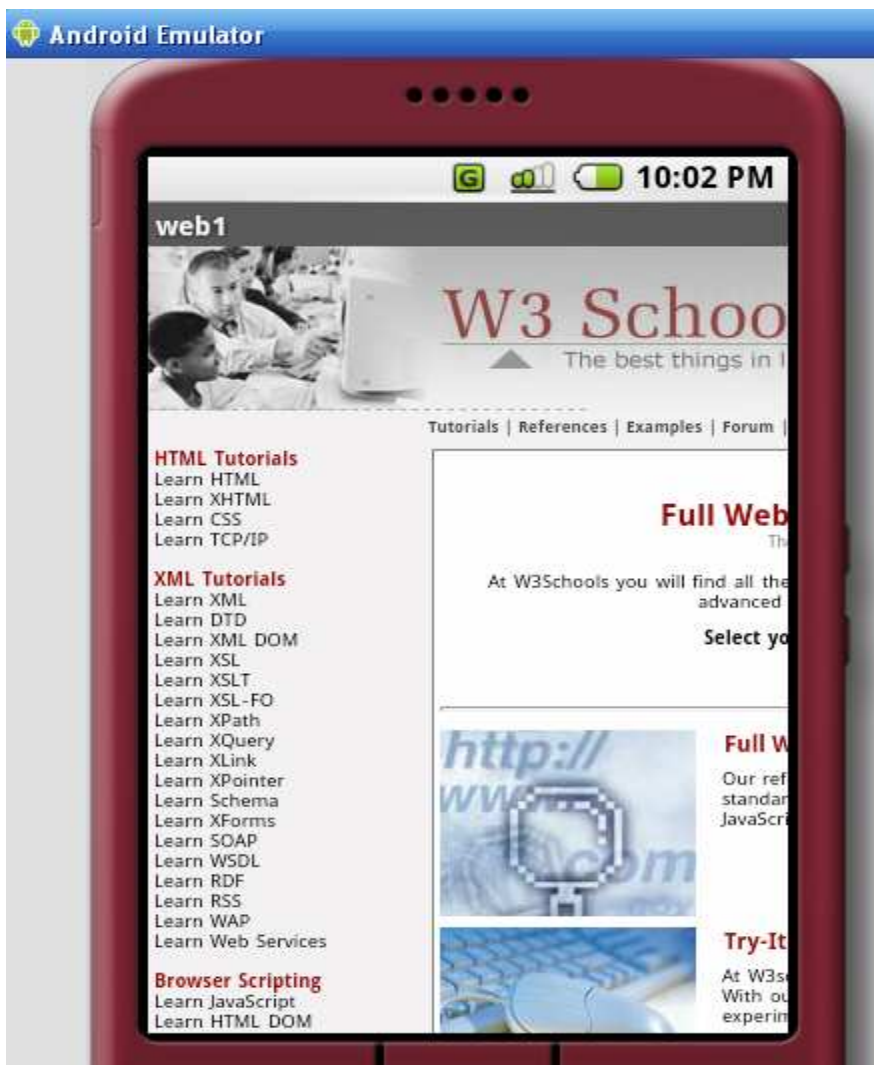 Android Emulator
G 10:02 PM
web1
W3 Schoo
The best things in l
Tutorials | References | Examples | Forum |
HTML Tutorials
Learn HTML
Learn XHTML
Learn CSS
Learn TCP/IP
XML Tutorials
Learn XML
Learn DTD
Learn XML DOM
Learn XSL
Learn XSLT
Learn XSL-FO
Learn XPath
Learn XQuery
Learn XLink
Learn XPointer
Learn Schema
Learn XForms
Learn SOAP
Learn WSDL
Learn RDF
Learn RSS
Learn WAP
Learn Web Services
Browser Scripting
Learn JavaScript
Learn HTML DOM
Full Web
The
At W3Schools you will find all the
advanced
Select yo
http://
www.
.com
Full W
Our ref
standar
JavaScri
Try-It
At W3s
With ou
experim